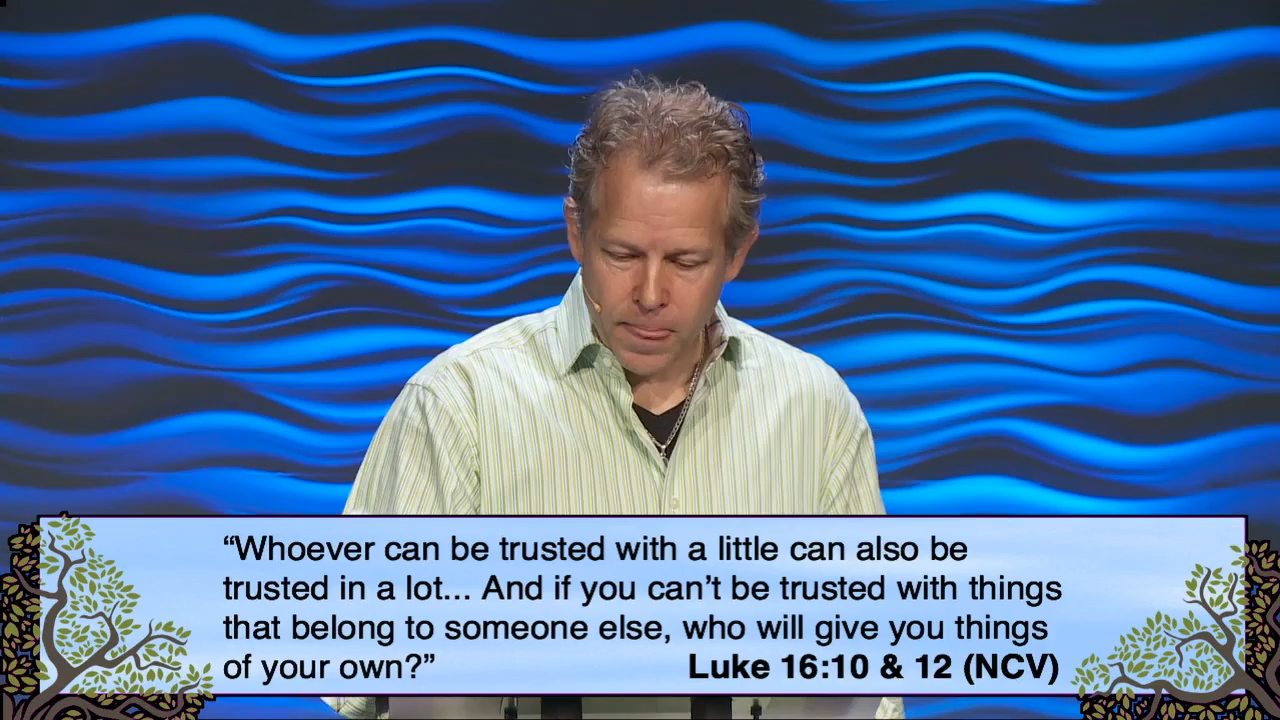 “Whoever can be trusted with a little can also be
trusted in a lot... And if you can’t be trusted with things
that belong to someone else, who will give you things
of your own?” Luke 16:10 & 12 (NCV)